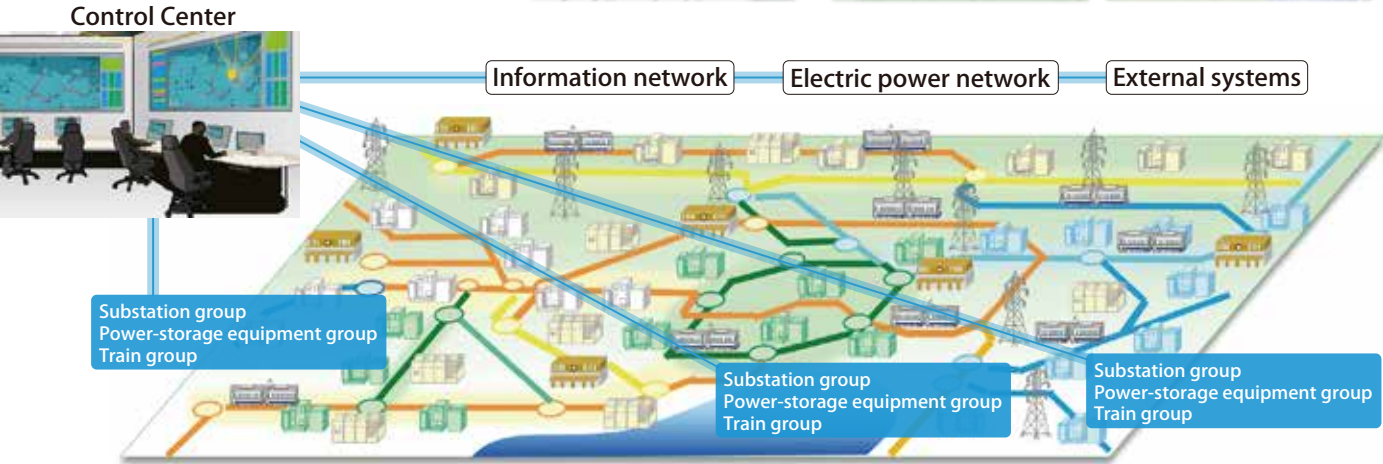 Control Center
Information network
Electric power network
External systems
Substation group
Power-storage equipment group
Train group
Substation group
Power-storage equipment group
Train group
Substation group
Power-storage equipment group
Train group